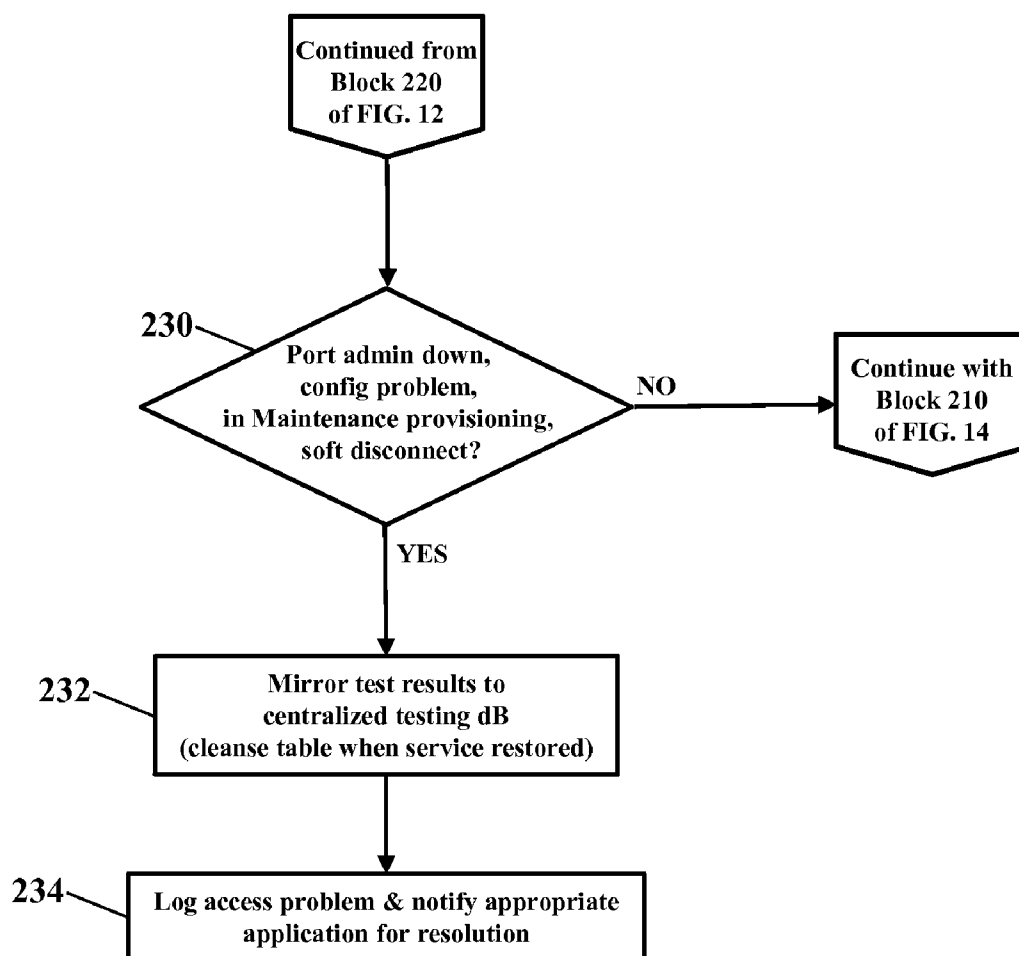 Continued from
Block 220
of FIG. 12
230
Port admin down,
config problem,
in Maintenance provisioning,
soft disconnect?
NO
Continue with
Block 210
of FIG. 14
YES
232
Mirror test results to
centralized testing dB
(cleanse table when service restored)
234
Log access problem & notify appropriate
application for resolution